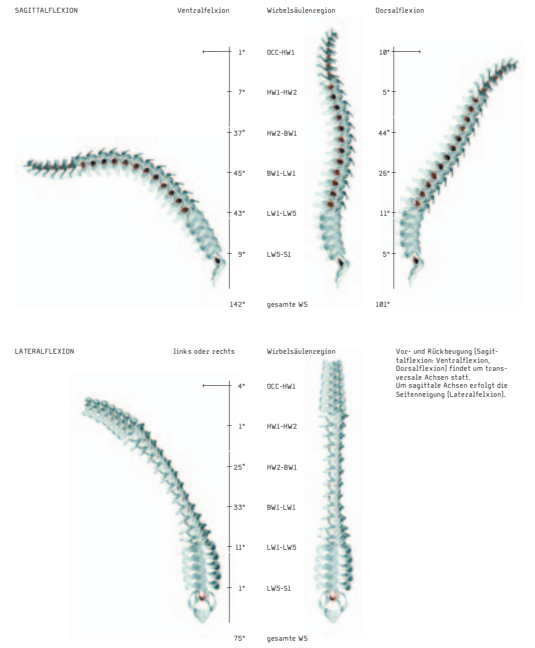 SAGITTALFLEXION Ventralfelxion Wirbelsäulenregion Dorsalflexion
1° OCC-HW1 10°
7° HW1-HW2 5°
37° HW2-BW1 44°
45° BW1-LW1 26°
43° LW1-LW5 11°
9° LW5-S1 5°
142° gesamte WS 101°
LATERALFLEXION links oder rechts Wirbelsäulenregion
4° OCC-HW1
1° HW1-HW2
25° HW2-BW1
33° BW1-LW1
11° LW1-LW5
1° LW5-S1
75° gesamte WS
Vor- und Rückbeugung (Sagit-
talflexion: Ventralflexion,
Dorsalflexion) findet um trans-
versale Achsen statt.
Um sagittale Achsen erfolgt die
Seitenneigung (Lateralfelxion).